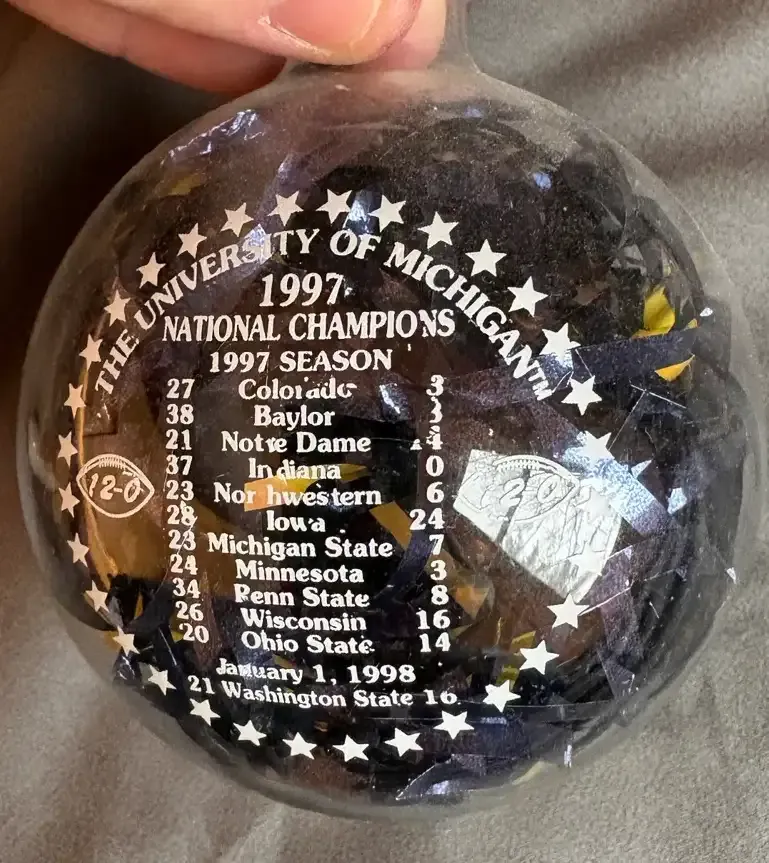 THE UNIVERSITY OF MICHIGAN™
1997
NATIONAL CHAMPIONS
1997 SEASON
27 Colorado 3
38 Baylor 3
21 Notre Dame 14
37 Indiana 0
23 Northwestern 6
28 Iowa 24
23 Michigan State 7
24 Minnesota 3
34 Penn State 8
26 Wisconsin 16
20 Ohio State 14
January 1, 1998
21 Washington State 16
12-0
12-0